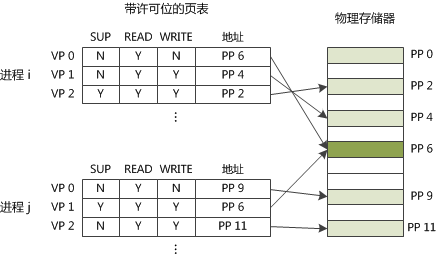 带许可位的页表
物理存储器
SUP READ WRITE 地址
进程 i
VP 0 N Y N PP 6
VP 1 N Y Y PP 4
VP 2 Y Y Y PP 2
⋮
PP 0
PP 2
PP 4
PP 6
PP 9
PP 11
SUP READ WRITE 地址
进程 j
VP 0 N Y N PP 9
VP 1 Y Y Y PP 6
VP 2 N Y Y PP 11
⋮